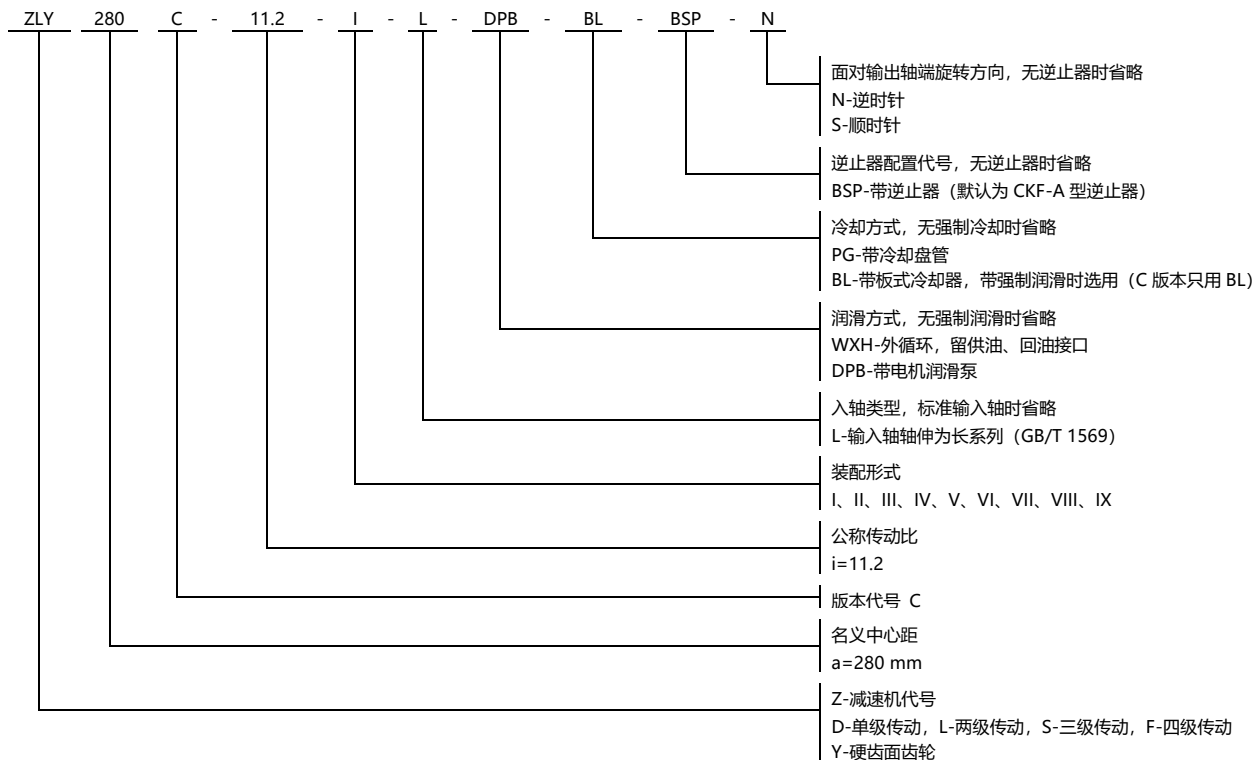 ZLY 280 C - 11.2 - I - L - DPB - BL - BSP - N
面对输出轴端旋转方向，无逆止器时省略
N-逆时针
S-顺时针
逆止器配置代号，无逆止器时省略
BSP-带逆止器（默认为 CKF-A 型逆止器）
冷却方式，无强制冷却时省略
PG-带冷却盘管
BL-带板式冷却器，带强制润滑时选用（C 版本只用 BL）
润滑方式，无强制润滑时省略
WXH-外循环，留供油、回油接口
DPB-带电机润滑泵
入轴类型，标准输入轴时省略
L-输入轴轴伸为长系列（GB/T 1569）
装配形式
I、II、III、IV、V、VI、VII、VIII、IX
公称传动比
i=11.2
版本代号 C
名义中心距
a=280 mm
Z-减速机代号
D-单级传动，L-两级传动，S-三级传动，F-四级传动
Y-硬齿面齿轮